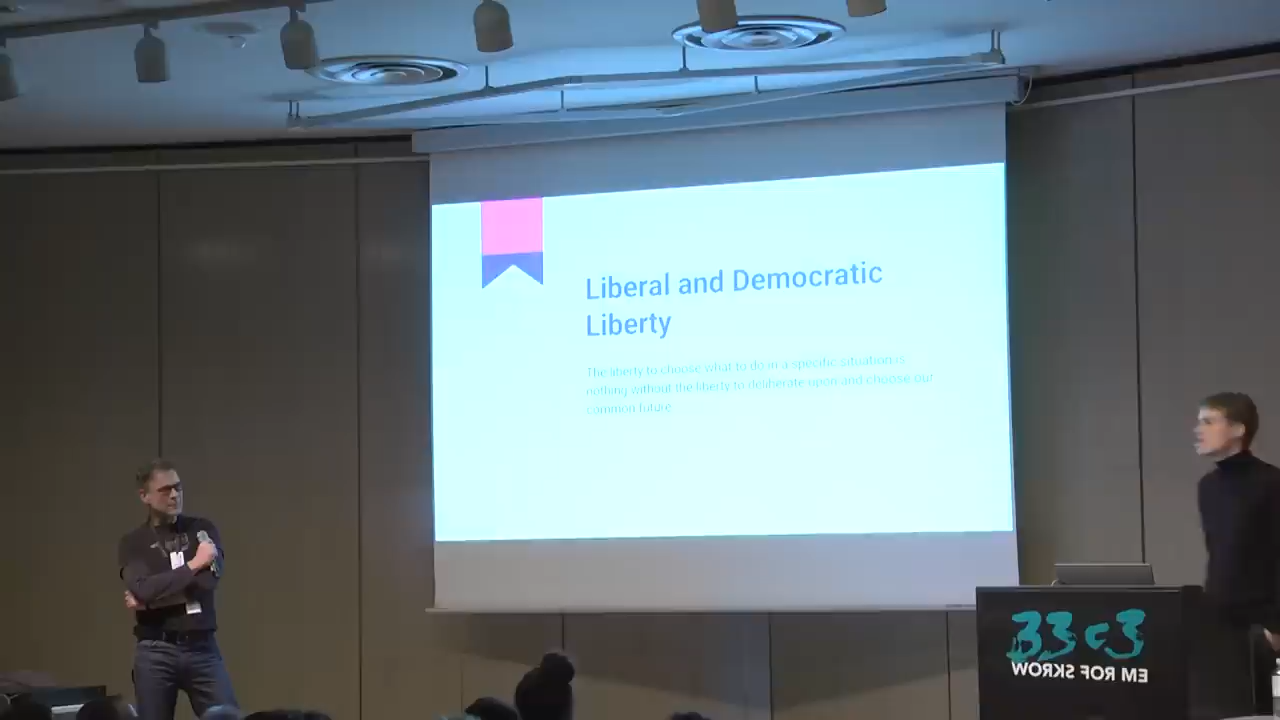 Liberal and Democratic
Liberty
The liberty to choose what to do in a specific situation is
nothing without the liberty to deliberate upon and choose our
common future
33c3
WORKS FOR ME